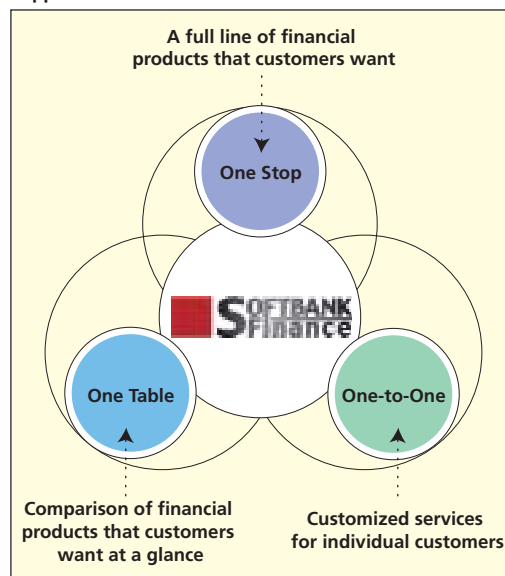 A full line of financial
products that customers want
One Stop
SOFTBANK
Finance
One Table
One-to-One
Comparison of financial
products that customers
want at a glance
Customized services
for individual customers